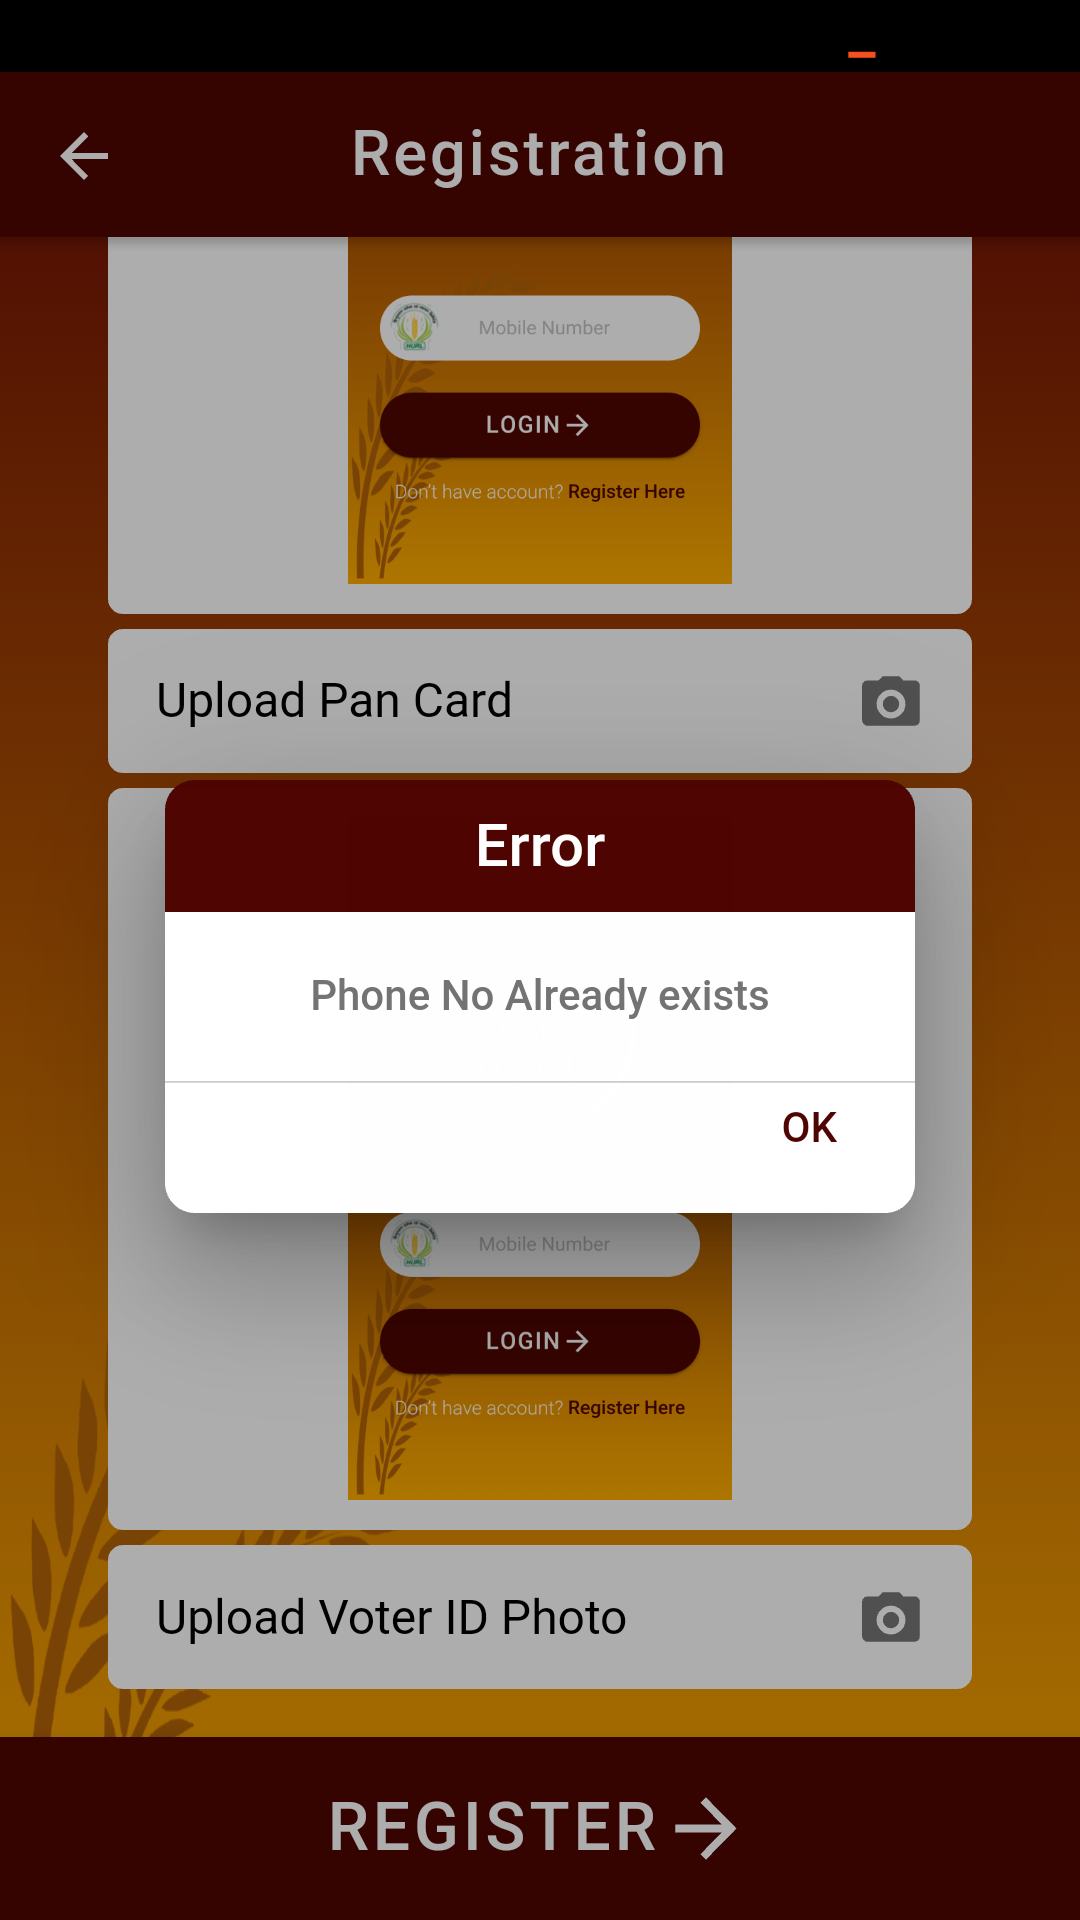 Registration
Mobile Number
LOGIN
Don't have account? Register Here
Upload Pan Card
Error
Phone No Already exists
OK
Mobile Number
LOGIN
Don't have account? Register Here
Upload Voter ID Photo
REGISTER